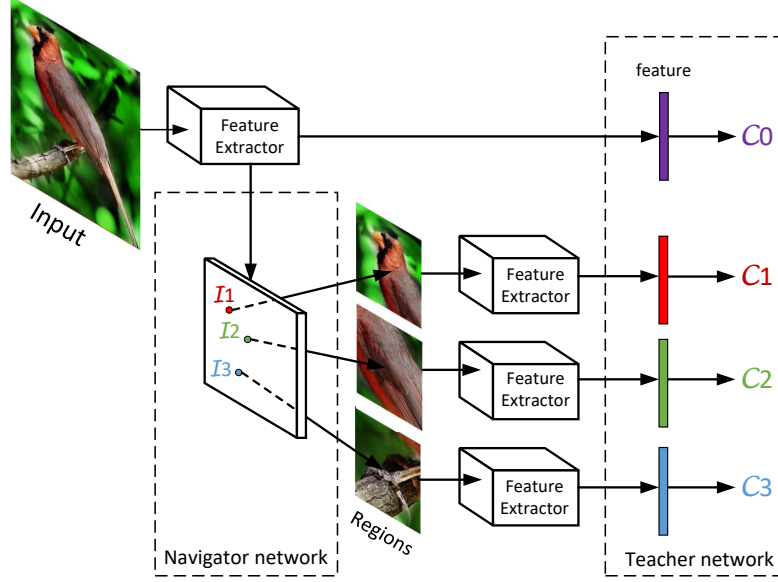 feature
Feature
Extractor
C0
Input
I1
I2
I3
Feature
Extractor
C1
Feature
Extractor
C2
Feature
Extractor
C3
Regions
Navigator network
Teacher network